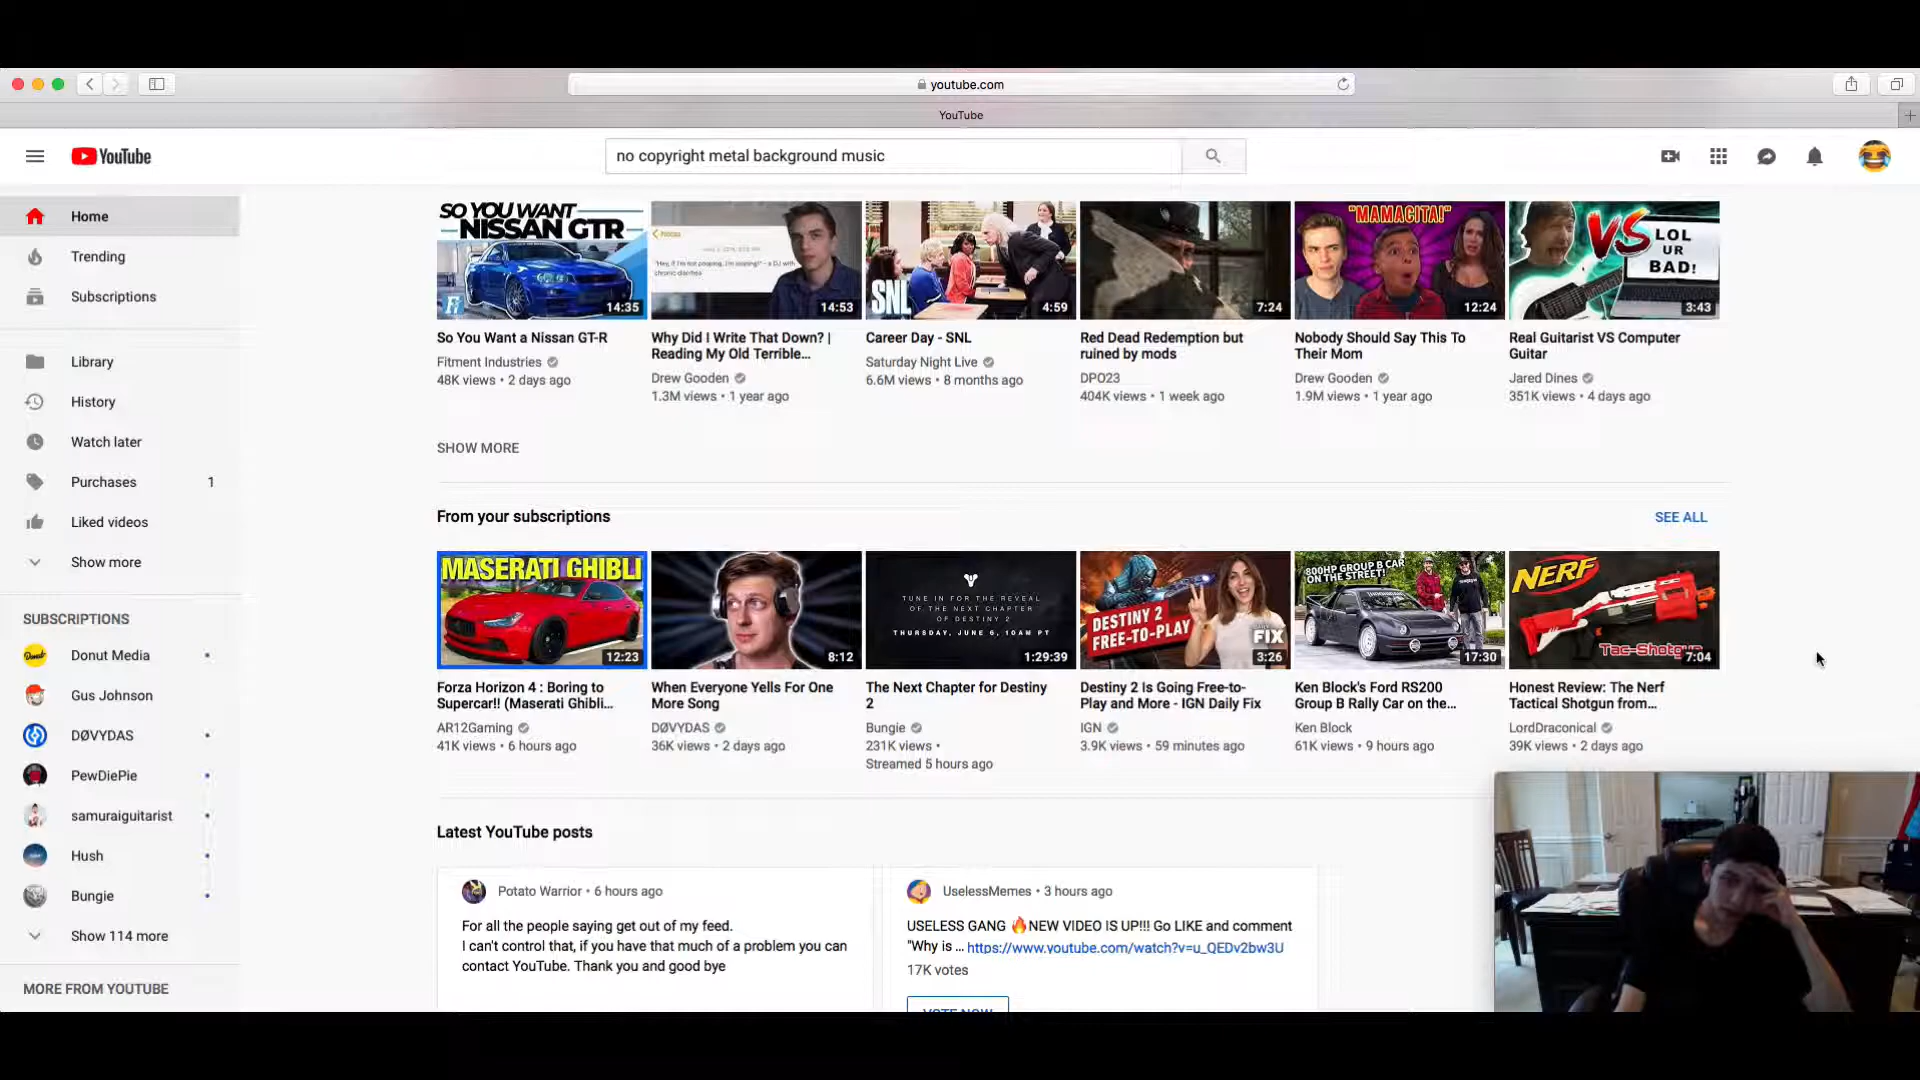 youtube.com
YouTube
YouTube
no copyright metal background music
Home
Trending
Subscriptions
Library
History
Watch later
Purchases 1
Liked videos
Show more
SUBSCRIPTIONS
Donut Media
Gus Johnson
DØVYDAS
PewDiePie
samuraiguitarist
Hush
Bungie
Show 114 more
MORE FROM YOUTUBE
SO YOU WANT
NISSAN GTR
14:35
So You Want a Nissan GT-R
Fitment Industries
48K views • 2 days ago
14:53
Why Did I Write That Down? |
Reading My Old Terrible...
Drew Gooden
1.3M views • 1 year ago
SNL
4:59
Career Day - SNL
Saturday Night Live
6.6M views • 8 months ago
7:24
Red Dead Redemption but
ruined by mods
DPO23
404K views • 1 week ago
"MAMACITA!"
12:24
Nobody Should Say This To
Their Mom
Drew Gooden
1.9M views • 1 year ago
VS
LOL
UR
BAD!
3:43
Real Guitarist VS Computer
Guitar
Jared Dines
351K views • 4 days ago
SHOW MORE
From your subscriptions
SEE ALL
MASERATI GHIBLI
12:23
Forza Horizon 4 : Boring to
Supercar!! (Maserati Ghibli...
AR12Gaming
41K views • 6 hours ago
8:12
When Everyone Yells For One
More Song
DØVYDAS
36K views • 2 days ago
TUNE IN FOR THE REVEAL
OF THE NEXT CHAPTER
OF DESTINY 2
THURSDAY, JUNE 6, 10AM PT
1:29:39
The Next Chapter for Destiny
2
Bungie
231K views •
Streamed 5 hours ago
DESTINY 2
FREE-TO-PLAY
FIX
3:26
Destiny 2 Is Going Free-to-
Play and More - IGN Daily Fix
IGN
3.9K views • 59 minutes ago
800HP GROUP B CAR
ON THE STREET!
17:30
Ken Block's Ford RS200
Group B Rally Car on the...
Ken Block
61K views • 9 hours ago
NERF
Tac-Shotgun
7:04
Honest Review: The Nerf
Tactical Shotgun from...
LordDraconical
39K views • 2 days ago
Latest YouTube posts
Potato Warrior • 6 hours ago
For all the people saying get out of my feed.
I can't control that, if you have that much of a problem you can
contact YouTube. Thank you and good bye
UselessMemes • 3 hours ago
USELESS GANG 🔥NEW VIDEO IS UP!!! Go LIKE and comment
"Why is ... https://www.youtube.com/watch?v=u_QEDv2bw3U
17K votes
VOTE NOW